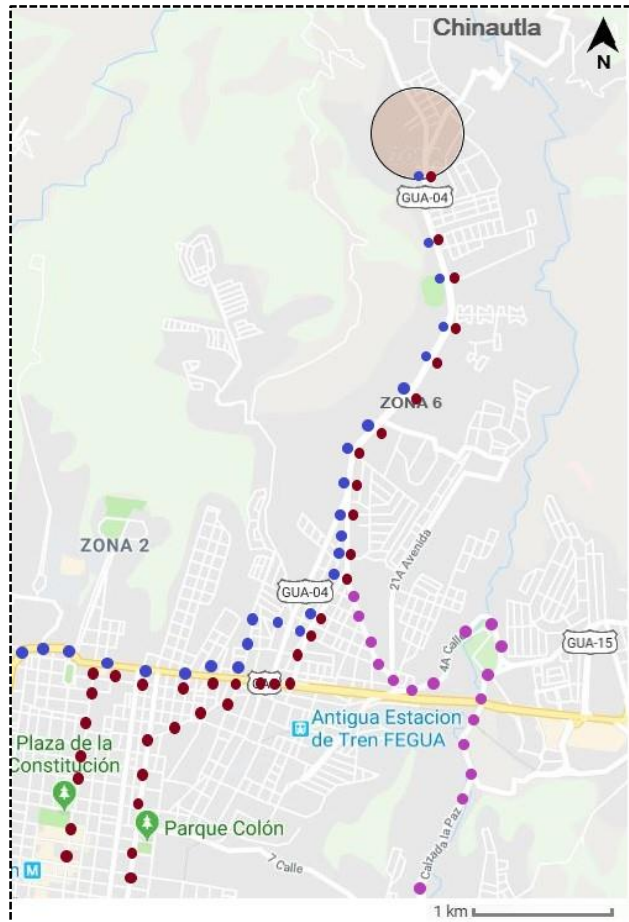 Chinautla
N
GUA-04
ZONA 6
ZONA 2
21A Avenida
GUA-04
4A Call
GUA-15
Antigua Estacion
de Tren FEGUA
Plaza de la
Constitución
Parque Colón
7 Calle
Calzada la Paz
M
1 km